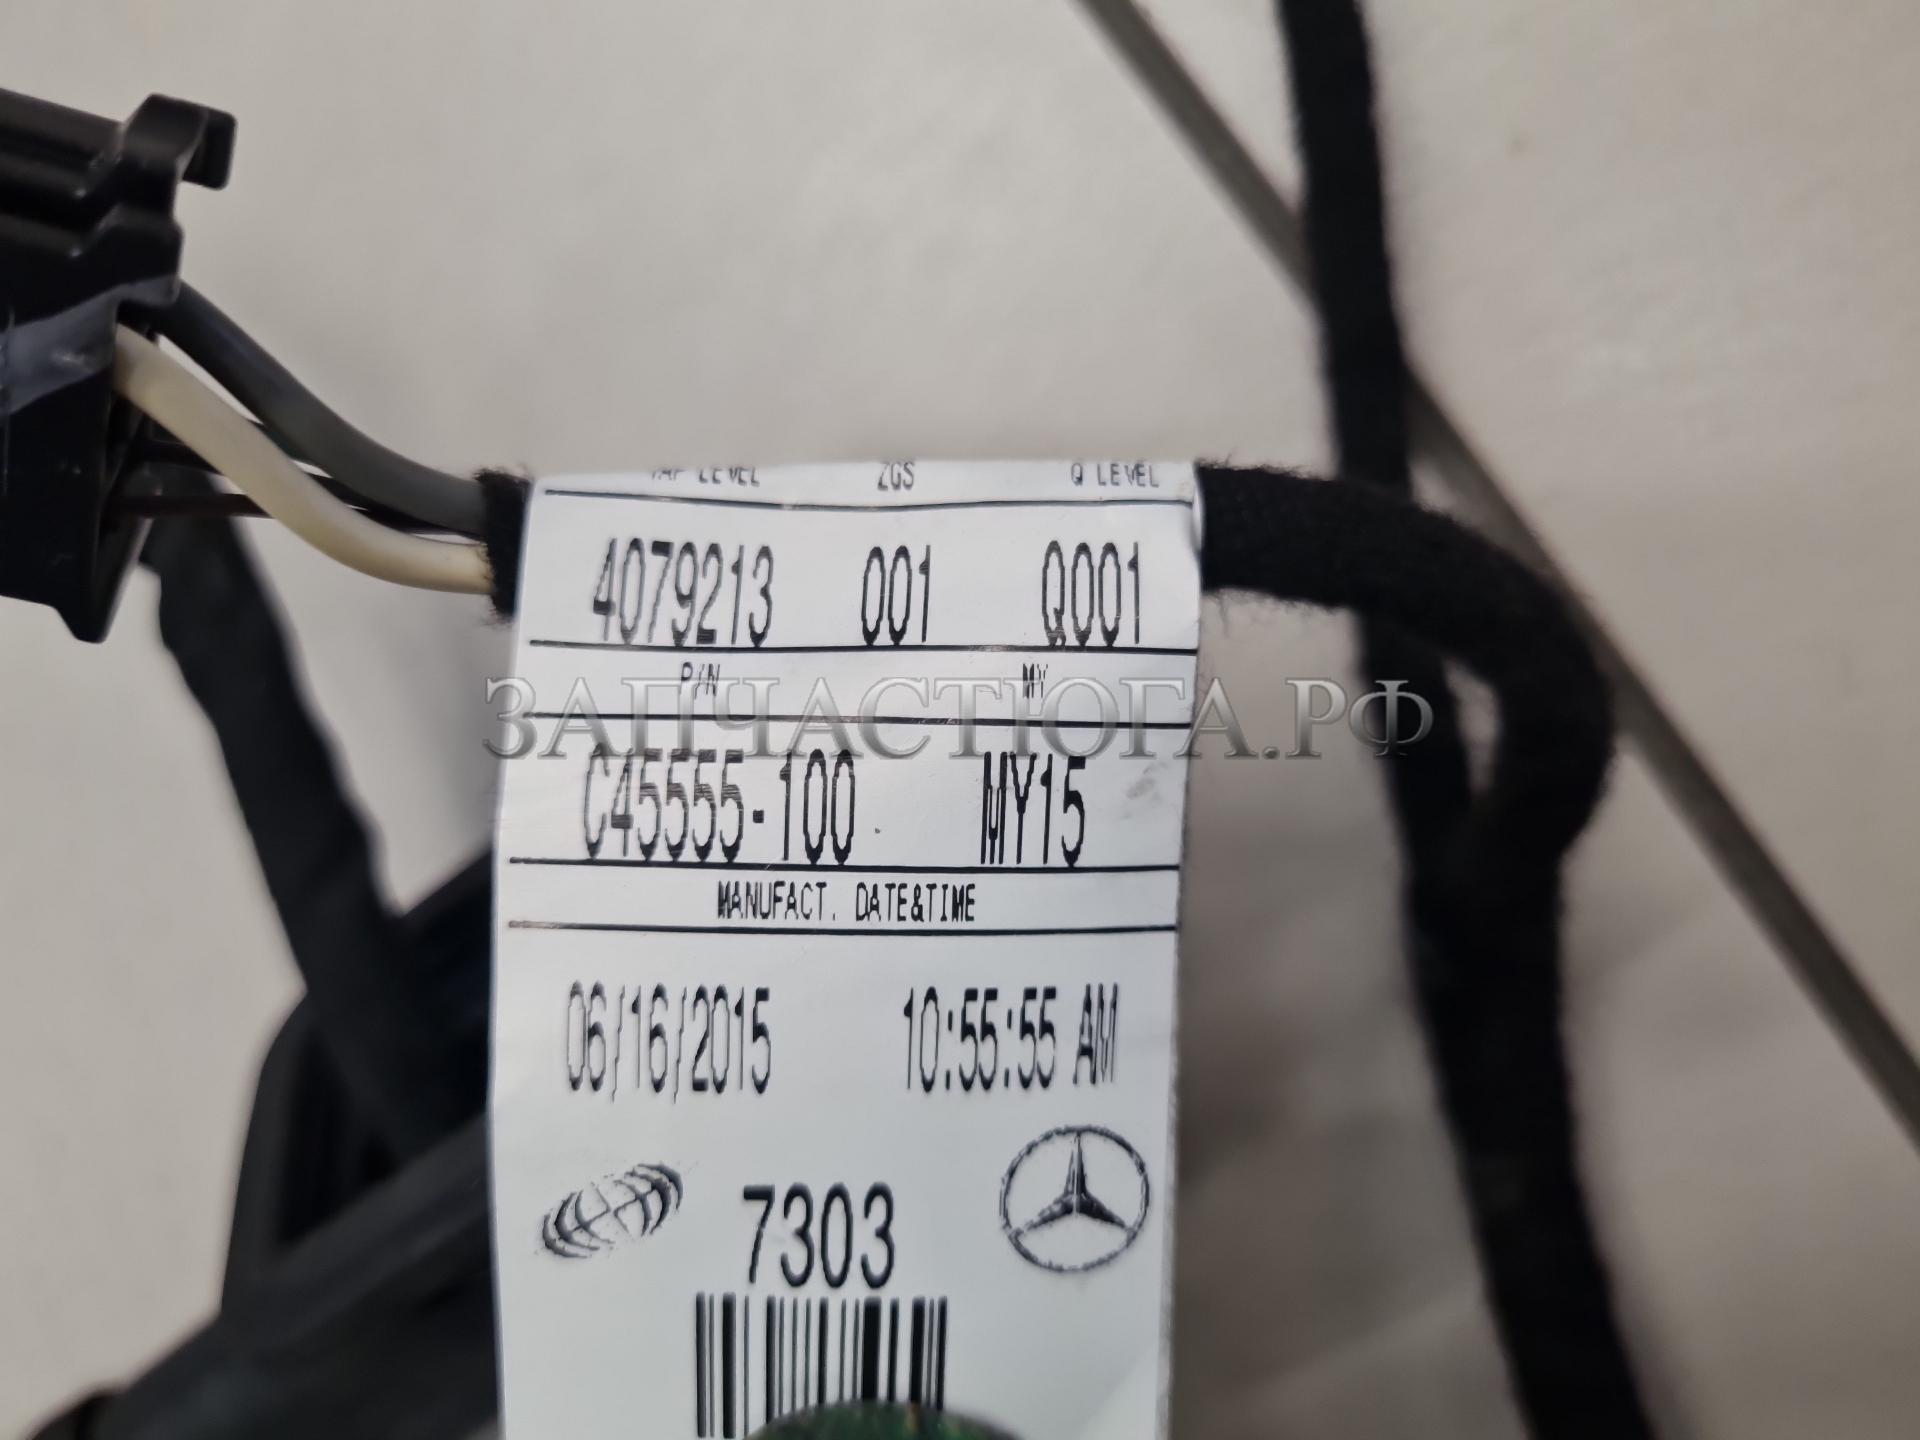 ZGS Q LEVEL
4079213 001 Q001
P/N MY
ЗАПЧАСТЮГА.РФ
C45555-100 MY15
MANUFACT. DATE&TIME
06/16/2015 10:55:55 AM
7303